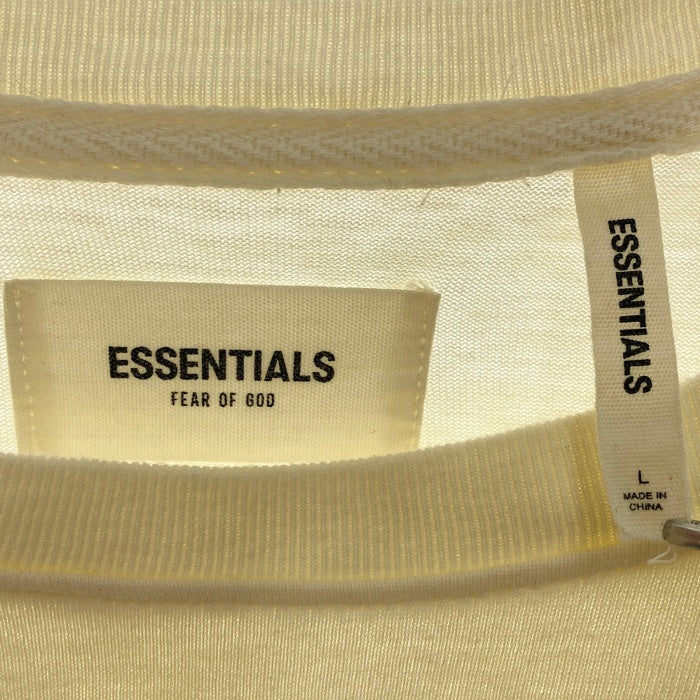 ESSENTIALS
FEAR OF GOD
ESSENTIALS
L
MADE IN
CHINA